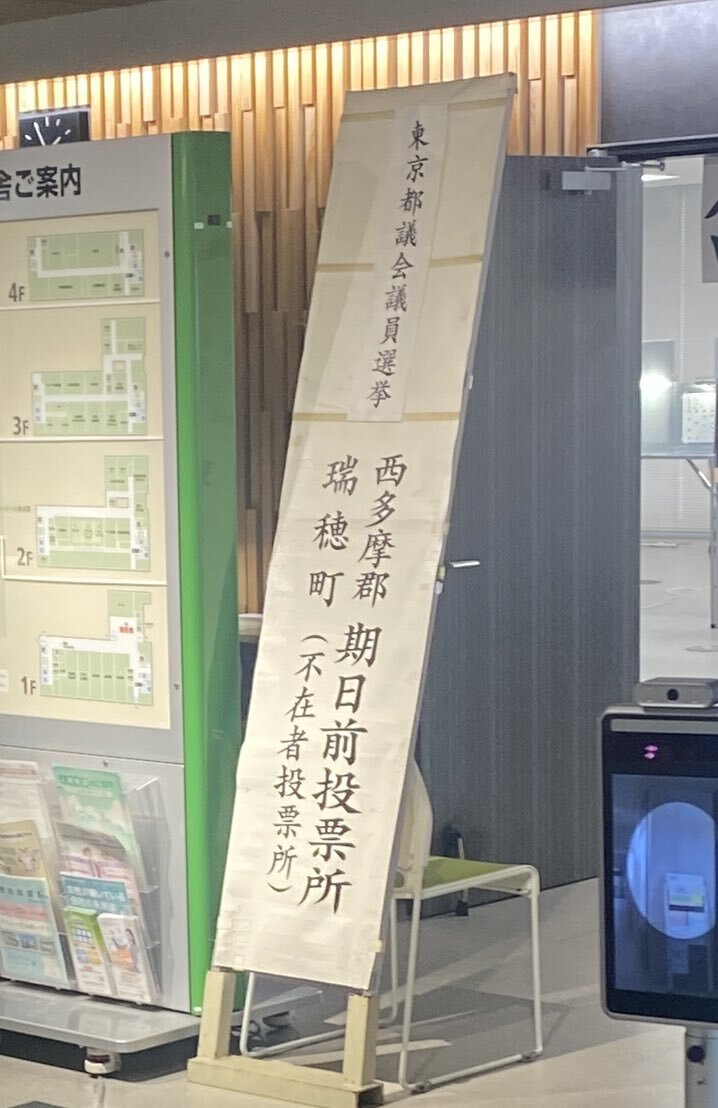 舎ご案内
4F
3F
2F
1F
東京都議会議員選挙
西多摩郡
瑞穂町
期日前投票所
(不在者投票所)